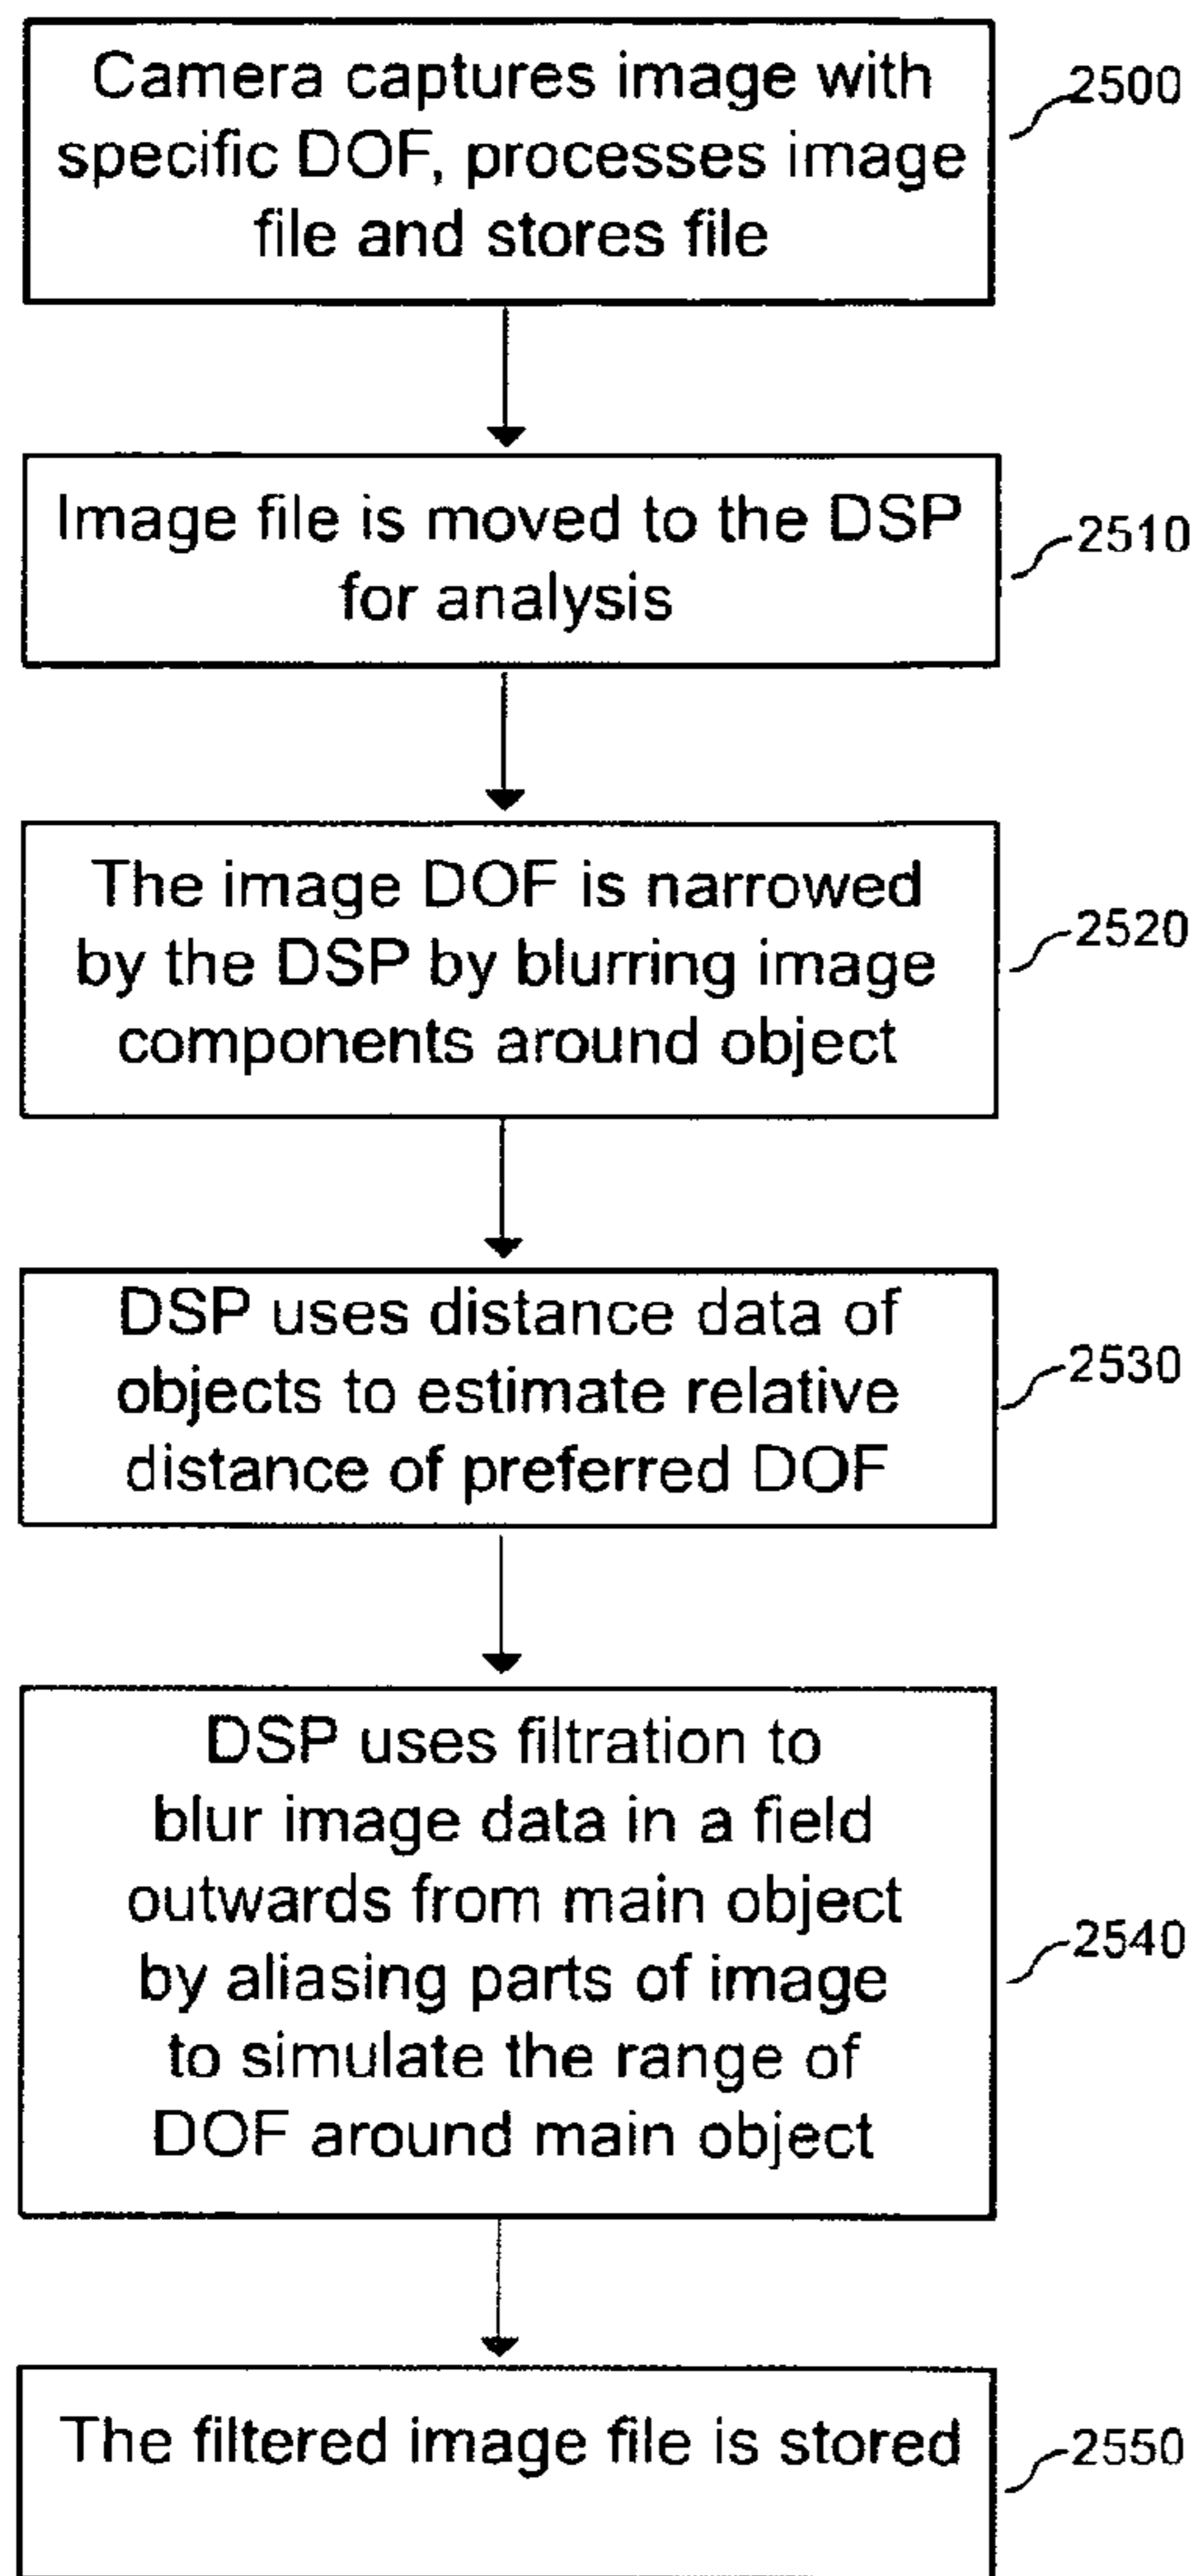 Camera captures image with
specific DOF, processes image
file and stores file
2500
Image file is moved to the DSP
for analysis
2510
The image DOF is narrowed
by the DSP by blurring image
components around object
2520
DSP uses distance data of
objects to estimate relative
distance of preferred DOF
2530
DSP uses filtration to
blur image data in a field
outwards from main object
by aliasing parts of image
to simulate the range of
DOF around main object
2540
The filtered image file is stored
2550